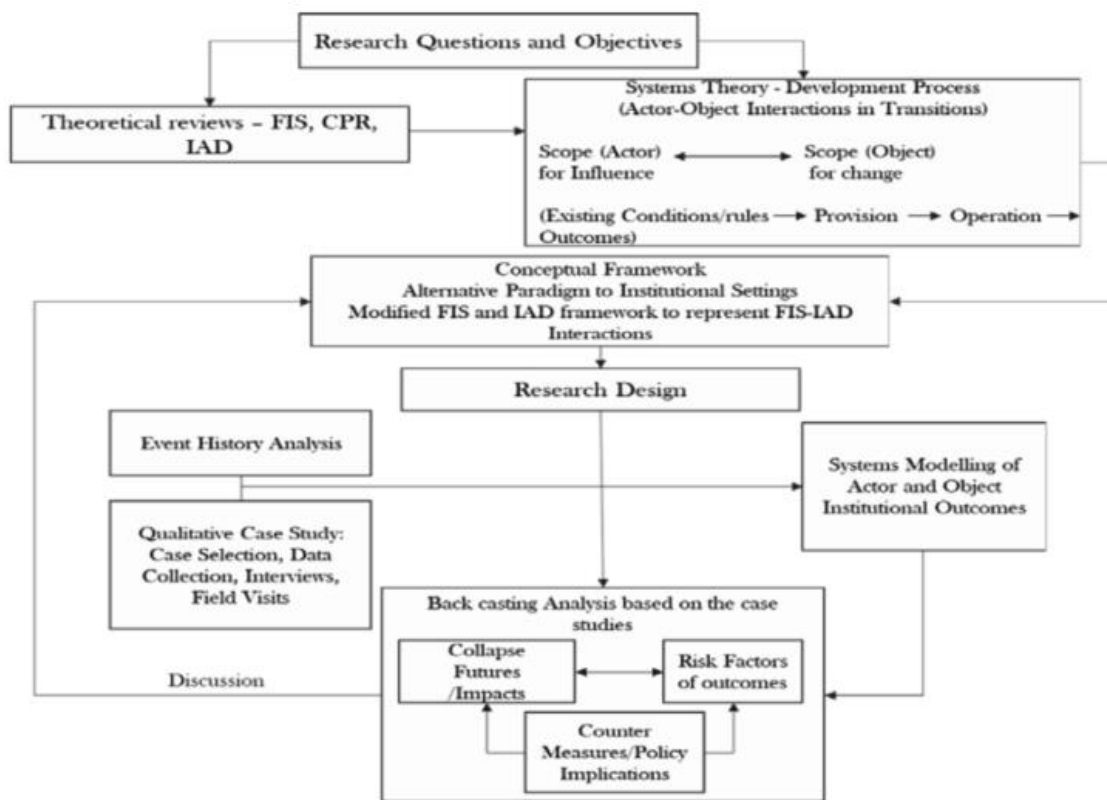 Research Questions and Objectives
Theoretical reviews – FIS, CPR,
IAD
Systems Theory - Development Process
(Actor-Object Interactions in Transitions)
Scope (Actor)
for Influence
Scope (Object)
for change
(Existing Conditions/rules
Provision
Operation
Outcomes)
Conceptual Framework
Alternative Paradigm to Institutional Settings
Modified FIS and IAD framework to represent FIS-IAD
Interactions
Research Design
Event History Analysis
Systems Modelling of
Actor and Object
Institutional Outcomes
Qualitative Case Study:
Case Selection, Data
Collection, Interviews,
Field Visits
Back casting Analysis based on the case
studies
Collapse
Futures
/Impacts
Risk Factors
of outcomes
Discussion
Counter
Measures/Policy
Implications